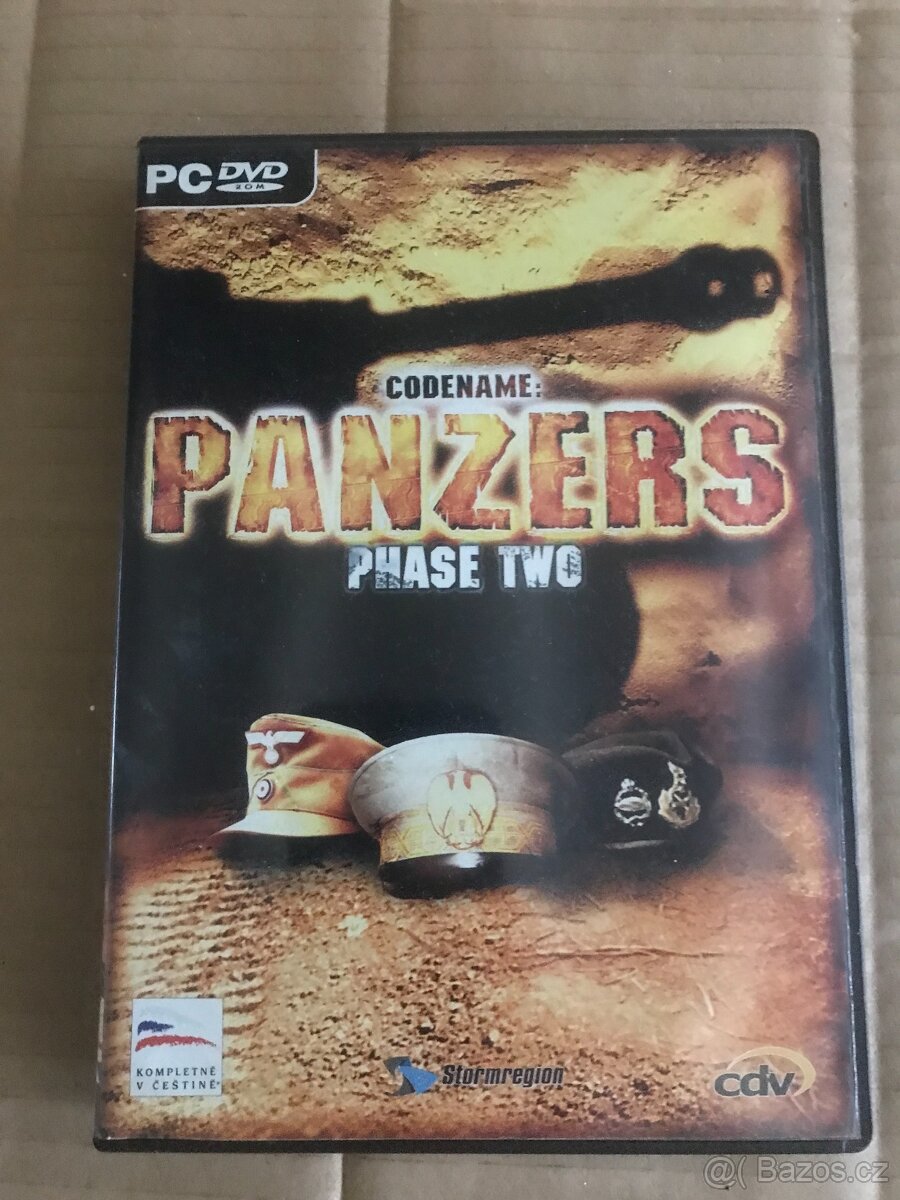 PC DVD
ROM
CODENAME:
PANZERS
PHASE TWO
KOMPLETNĚ
V ČEŠTINĚ
Stormregion
cdv
@( Bazos.cz